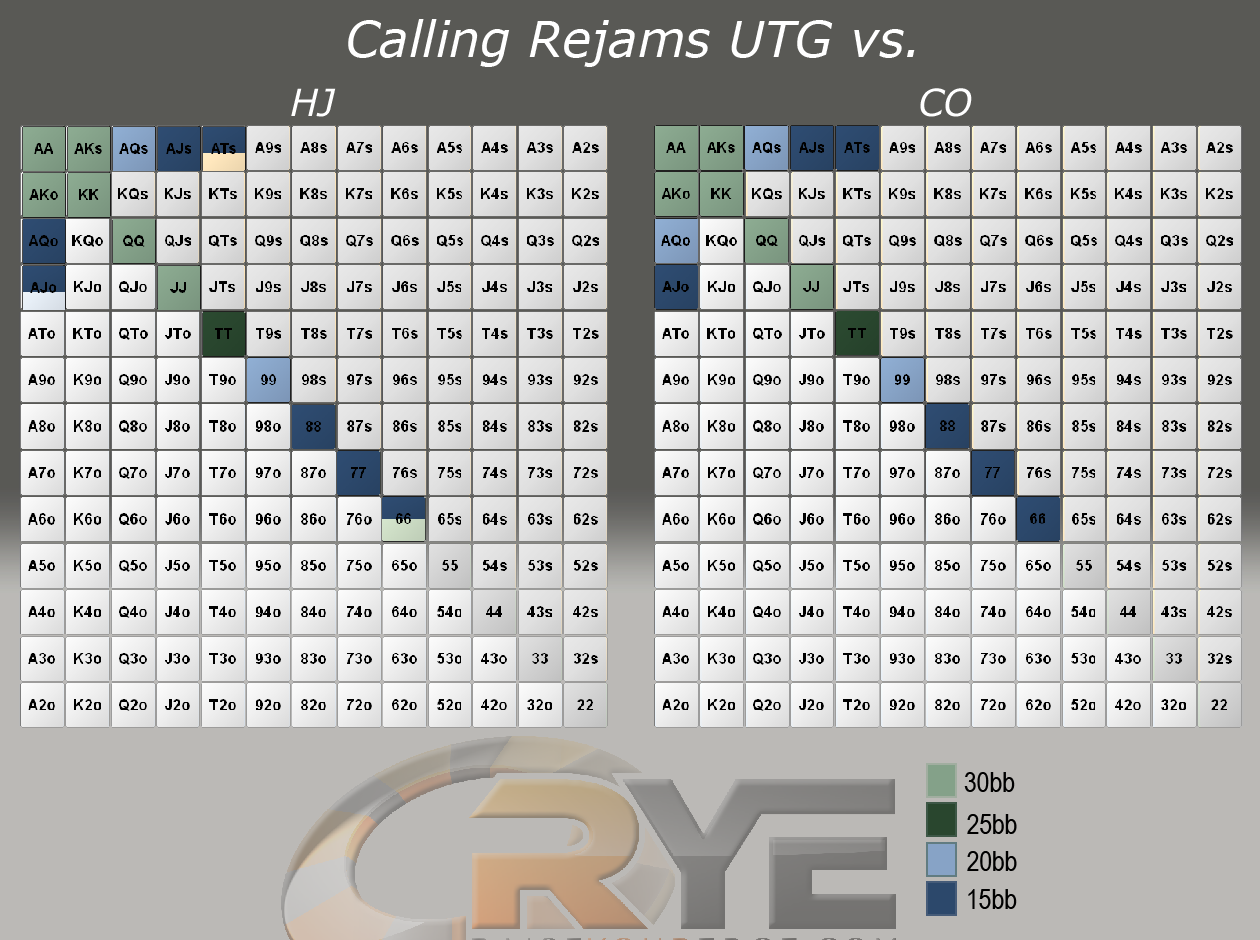 Calling Rejams UTG vs.
HJ CO
AA AKs AQs AJs ATs A9s A8s A7s A6s A5s A4s A3s A2s AA AKs AQs AJs ATs A9s A8s A7s A6s A5s A4s A3s A2s
AKo KK KQs KJs KTs K9s K8s K7s K6s K5s K4s K3s K2s AKo KK KQs KJs KTs K9s K8s K7s K6s K5s K4s K3s K2s
AQo KQo QQ QJs QTs Q9s Q8s Q7s Q6s Q5s Q4s Q3s Q2s AQo KQo QQ QJs QTs Q9s Q8s Q7s Q6s Q5s Q4s Q3s Q2s
AJo KJo QJo JJ JTs J9s J8s J7s J6s J5s J4s J3s J2s AJo KJo QJo JJ JTs J9s J8s J7s J6s J5s J4s J3s J2s
ATo KTo QTo JTo TT T9s T8s T7s T6s T5s T4s T3s T2s ATo KTo QTo JTo TT T9s T8s T7s T6s T5s T4s T3s T2s
A9o K9o Q9o J9o T9o 99 98s 97s 96s 95s 94s 93s 92s A9o K9o Q9o J9o T9o 99 98s 97s 96s 95s 94s 93s 92s
A8o K8o Q8o J8o T8o 98o 88 87s 86s 85s 84s 83s 82s A8o K8o Q8o J8o T8o 98o 88 87s 86s 85s 84s 83s 82s
A7o K7o Q7o J7o T7o 97o 87o 77 76s 75s 74s 73s 72s A7o K7o Q7o J7o T7o 97o 87o 77 76s 75s 74s 73s 72s
A6o K6o Q6o J6o T6o 96o 86o 76o 66 65s 64s 63s 62s A6o K6o Q6o J6o T6o 96o 86o 76o 66 65s 64s 63s 62s
A5o K5o Q5o J5o T5o 95o 85o 75o 65o 55 54s 53s 52s A5o K5o Q5o J5o T5o 95o 85o 75o 65o 55 54s 53s 52s
A4o K4o Q4o J4o T4o 94o 84o 74o 64o 54o 44 43s 42s A4o K4o Q4o J4o T4o 94o 84o 74o 64o 54o 44 43s 42s
A3o K3o Q3o J3o T3o 93o 83o 73o 63o 53o 43o 33 32s A3o K3o Q3o J3o T3o 93o 83o 73o 63o 53o 43o 33 32s
A2o K2o Q2o J2o T2o 92o 82o 72o 62o 52o 42o 32o 22 A2o K2o Q2o J2o T2o 92o 82o 72o 62o 52o 42o 32o 22
RYE
30bb
25bb
20bb
15bb